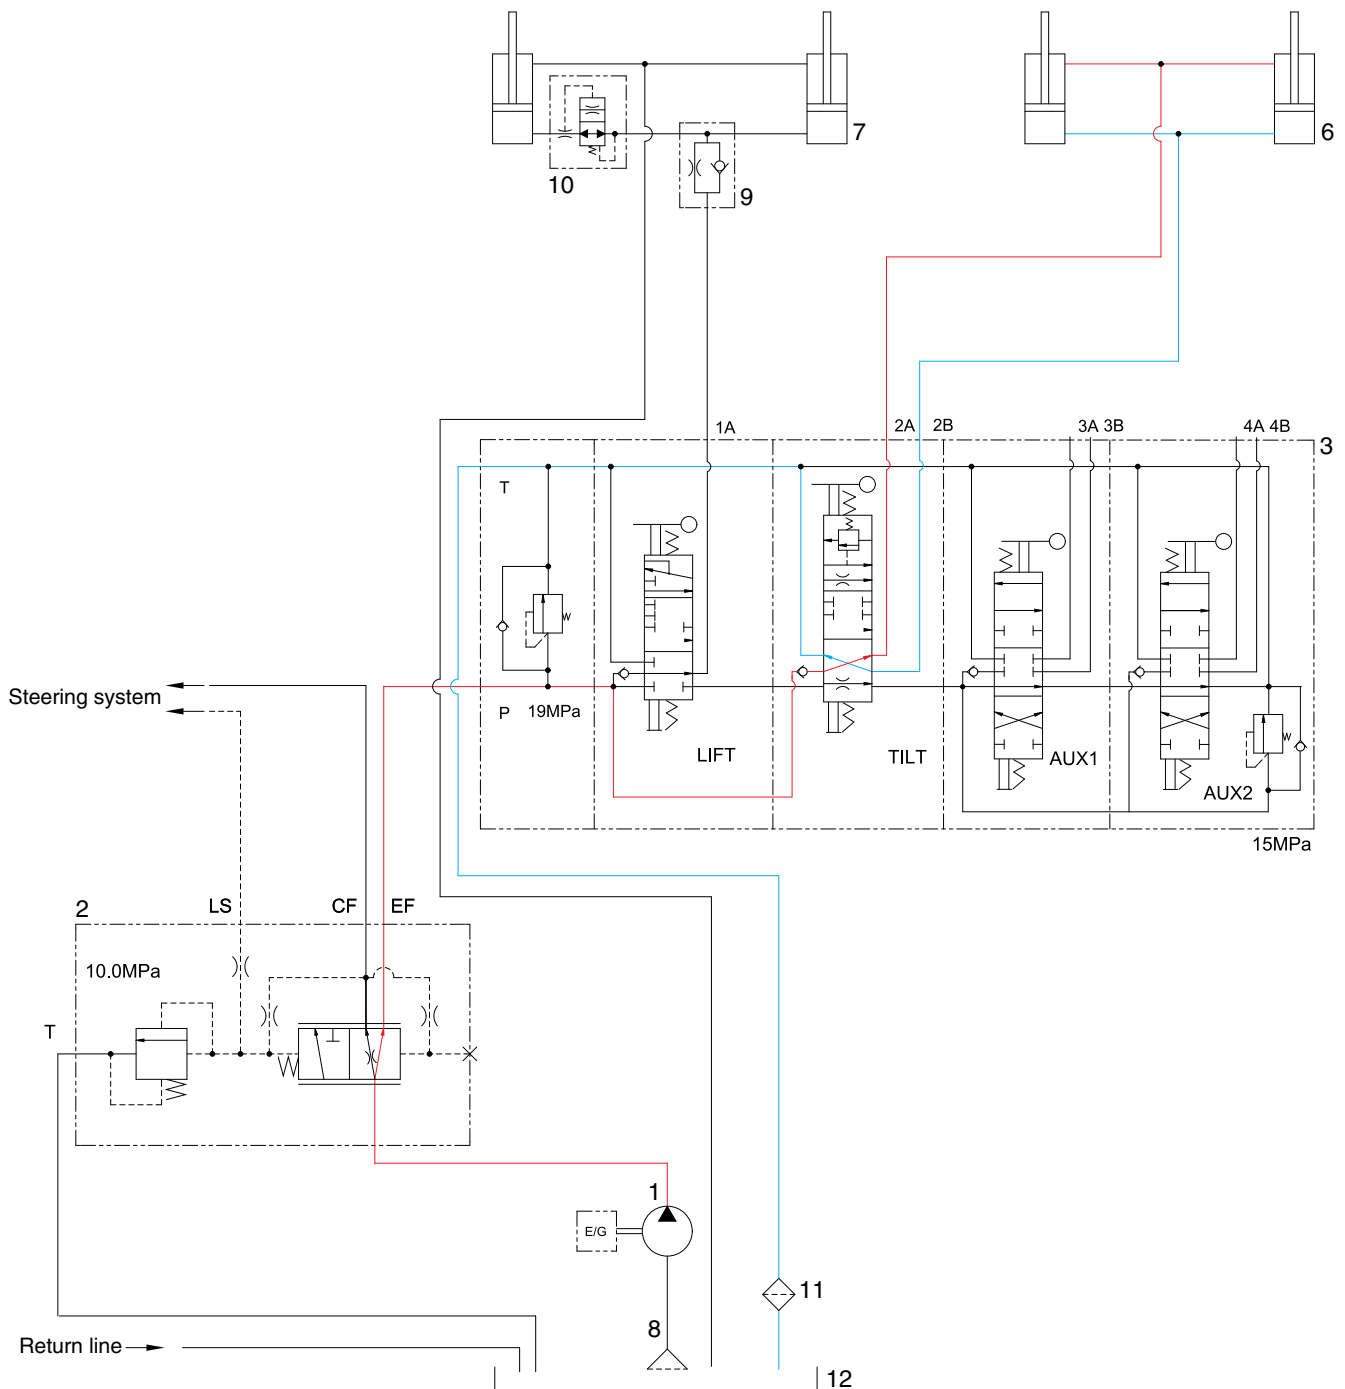 7
6
10
9
1A
2A 2B
3A 3B
4A 4B
3
T
Steering system
P
19MPa
LIFT
TILT
AUX1
AUX2
15MPa
2
LS
CF
EF
10.0MPa
T
1
E/G
11
8
Return line
12